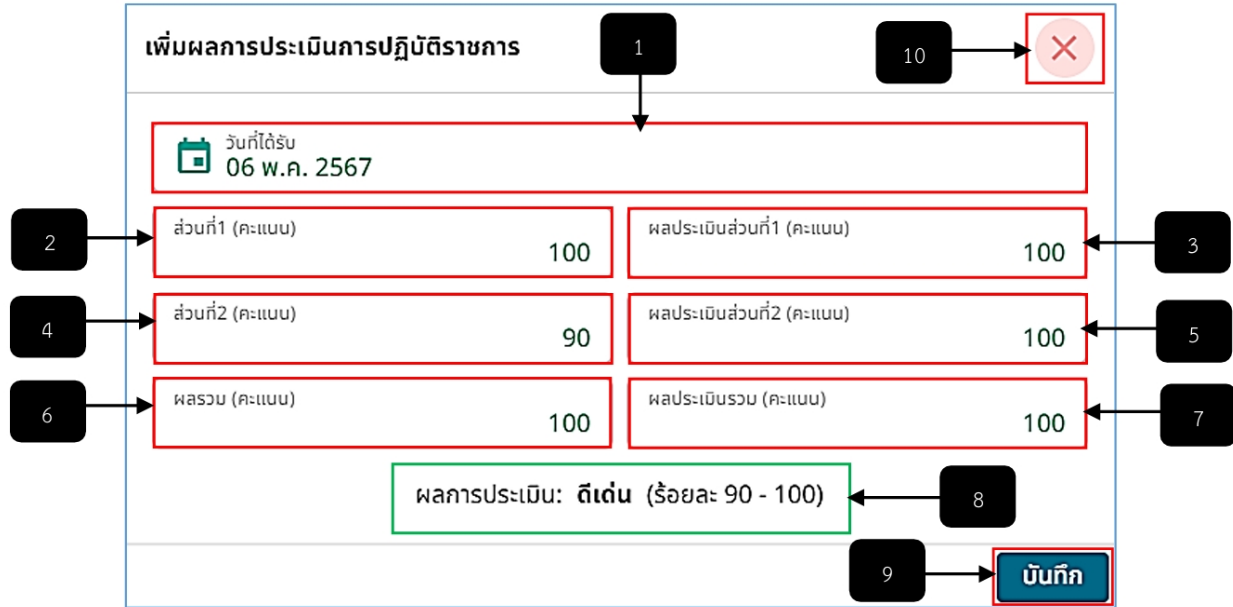 เพิ่มผลการประเมินการปฏิบัติราชการ
1
10
วันที่ได้รับ
06 พ.ค. 2567
2
ส่วนที่1 (คะแนน)
100
ผลประเมินส่วนที่1 (คะแนน)
100
3
4
ส่วนที่2 (คะแนน)
90
ผลประเมินส่วนที่2 (คะแนน)
100
5
6
ผลรวม (คะแนน)
100
ผลประเมินรวม (คะแนน)
100
7
ผลการประเมิน: ดีเด่น (ร้อยละ 90 - 100)
8
9
บันทึก